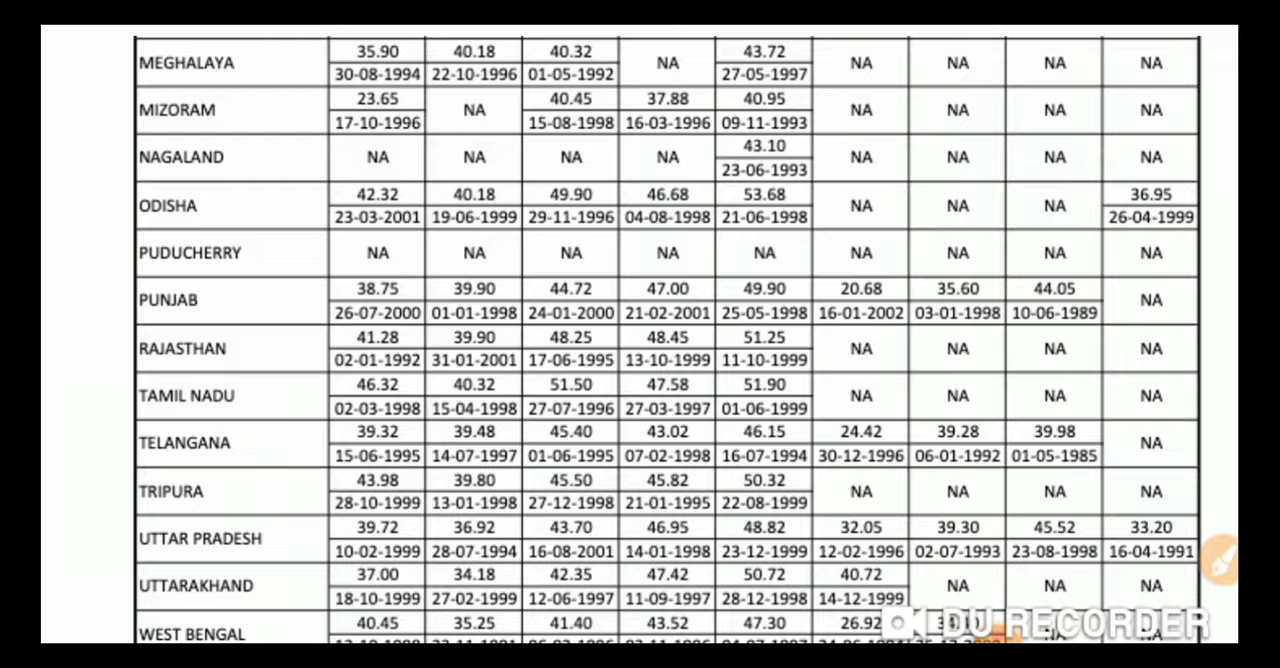 MEGHALAYA 35.90 40.18 40.32 NA 43.72 NA NA NA NA
30-08-1994 22-10-1996 01-05-1992 27-05-1997
MIZORAM 23.65 NA 40.45 37.88 40.95 NA NA NA NA
17-10-1996 15-08-1998 16-03-1996 09-11-1993
NAGALAND NA NA NA NA 43.10 NA NA NA NA
23-06-1993
ODISHA 42.32 40.18 49.90 46.68 53.68 NA NA NA 36.95
23-03-2001 19-06-1999 29-11-1996 04-08-1998 21-06-1998 26-04-1999
PUDUCHERRY NA NA NA NA NA NA NA NA NA
PUNJAB 38.75 39.90 44.72 47.00 49.90 20.68 35.60 44.05 NA
26-07-2000 01-01-1998 24-01-2000 21-02-2001 25-05-1998 16-01-2002 03-01-1998 10-06-1989
RAJASTHAN 41.28 39.90 48.25 48.45 51.25 NA NA NA NA
02-01-1992 31-01-2001 17-06-1995 13-10-1999 11-10-1999
TAMIL NADU 46.32 40.32 51.50 47.58 51.90 NA NA NA NA
02-03-1998 15-04-1998 27-07-1996 27-03-1997 01-06-1999
TELANGANA 39.32 39.48 45.40 43.02 46.15 24.42 39.28 39.98 NA
15-06-1995 14-07-1997 01-06-1995 07-02-1998 16-07-1994 30-12-1996 06-01-1992 01-05-1985
TRIPURA 43.98 39.80 45.50 45.82 50.32 NA NA NA NA
28-10-1999 13-01-1998 27-12-1998 21-01-1995 22-08-1999
UTTAR PRADESH 39.72 36.92 43.70 46.95 48.82 32.05 39.30 45.52 33.20
10-02-1999 28-07-1994 16-08-2001 14-01-1998 23-12-1999 12-02-1996 02-07-1993 23-08-1998 16-04-1991
UTTARAKHAND 37.00 34.18 42.35 47.42 50.72 40.72 NA NA NA
18-10-1999 27-02-1999 12-06-1997 11-09-1997 28-12-1998 14-12-1999
WEST BENGAL 40.45 35.25 41.40 43.52 47.30 26.92 NA NA
DU RECORDER